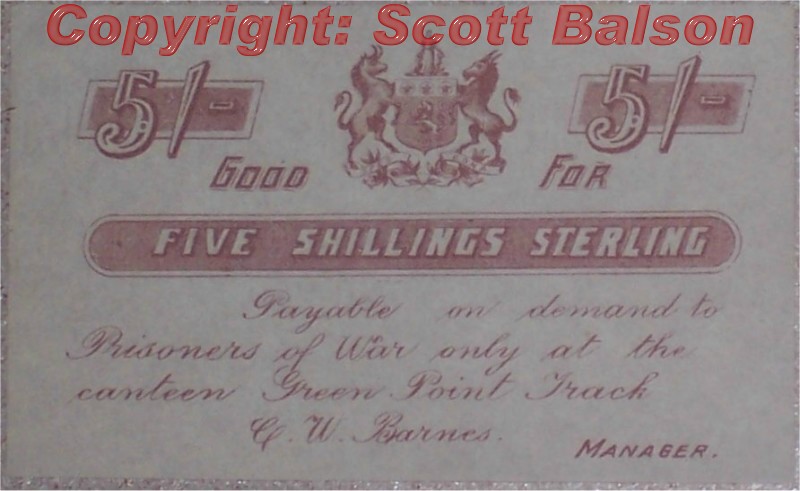 Copyright: Scott Balson
5/- 5/-
GOOD FOR
FIVE SHILLINGS STERLING
Payable on demand to
Prisoners of War only at the
canteen Green Point Track
C. W. Barnes.
MANAGER.